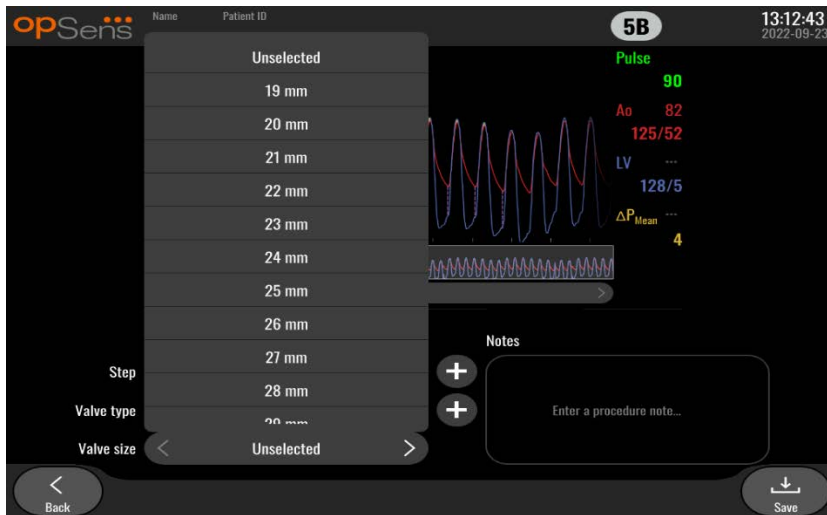 opSens
Name Patient ID
5B
13:12:43
2022-09-23
Unselected
19 mm
20 mm
21 mm
22 mm
23 mm
24 mm
25 mm
26 mm
27 mm
28 mm
29 mm
Pulse
90
Ao 82
125/52
LV ---
128/5
ΔPMean ---
4
Step
Valve type
Valve size
Unselected
Notes
Enter a procedure note...
Back
Save